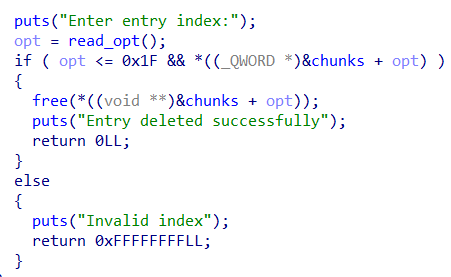 puts("Enter entry index:");
opt = read_opt();
if ( opt <= 0x1F && *((_QWORD *)&chunks + opt) )
{
  free(*((void **)&chunks + opt));
  puts("Entry deleted successfully");
  return 0LL;
}
else
{
  puts("Invalid index");
  return 0xFFFFFFFFLL;
}